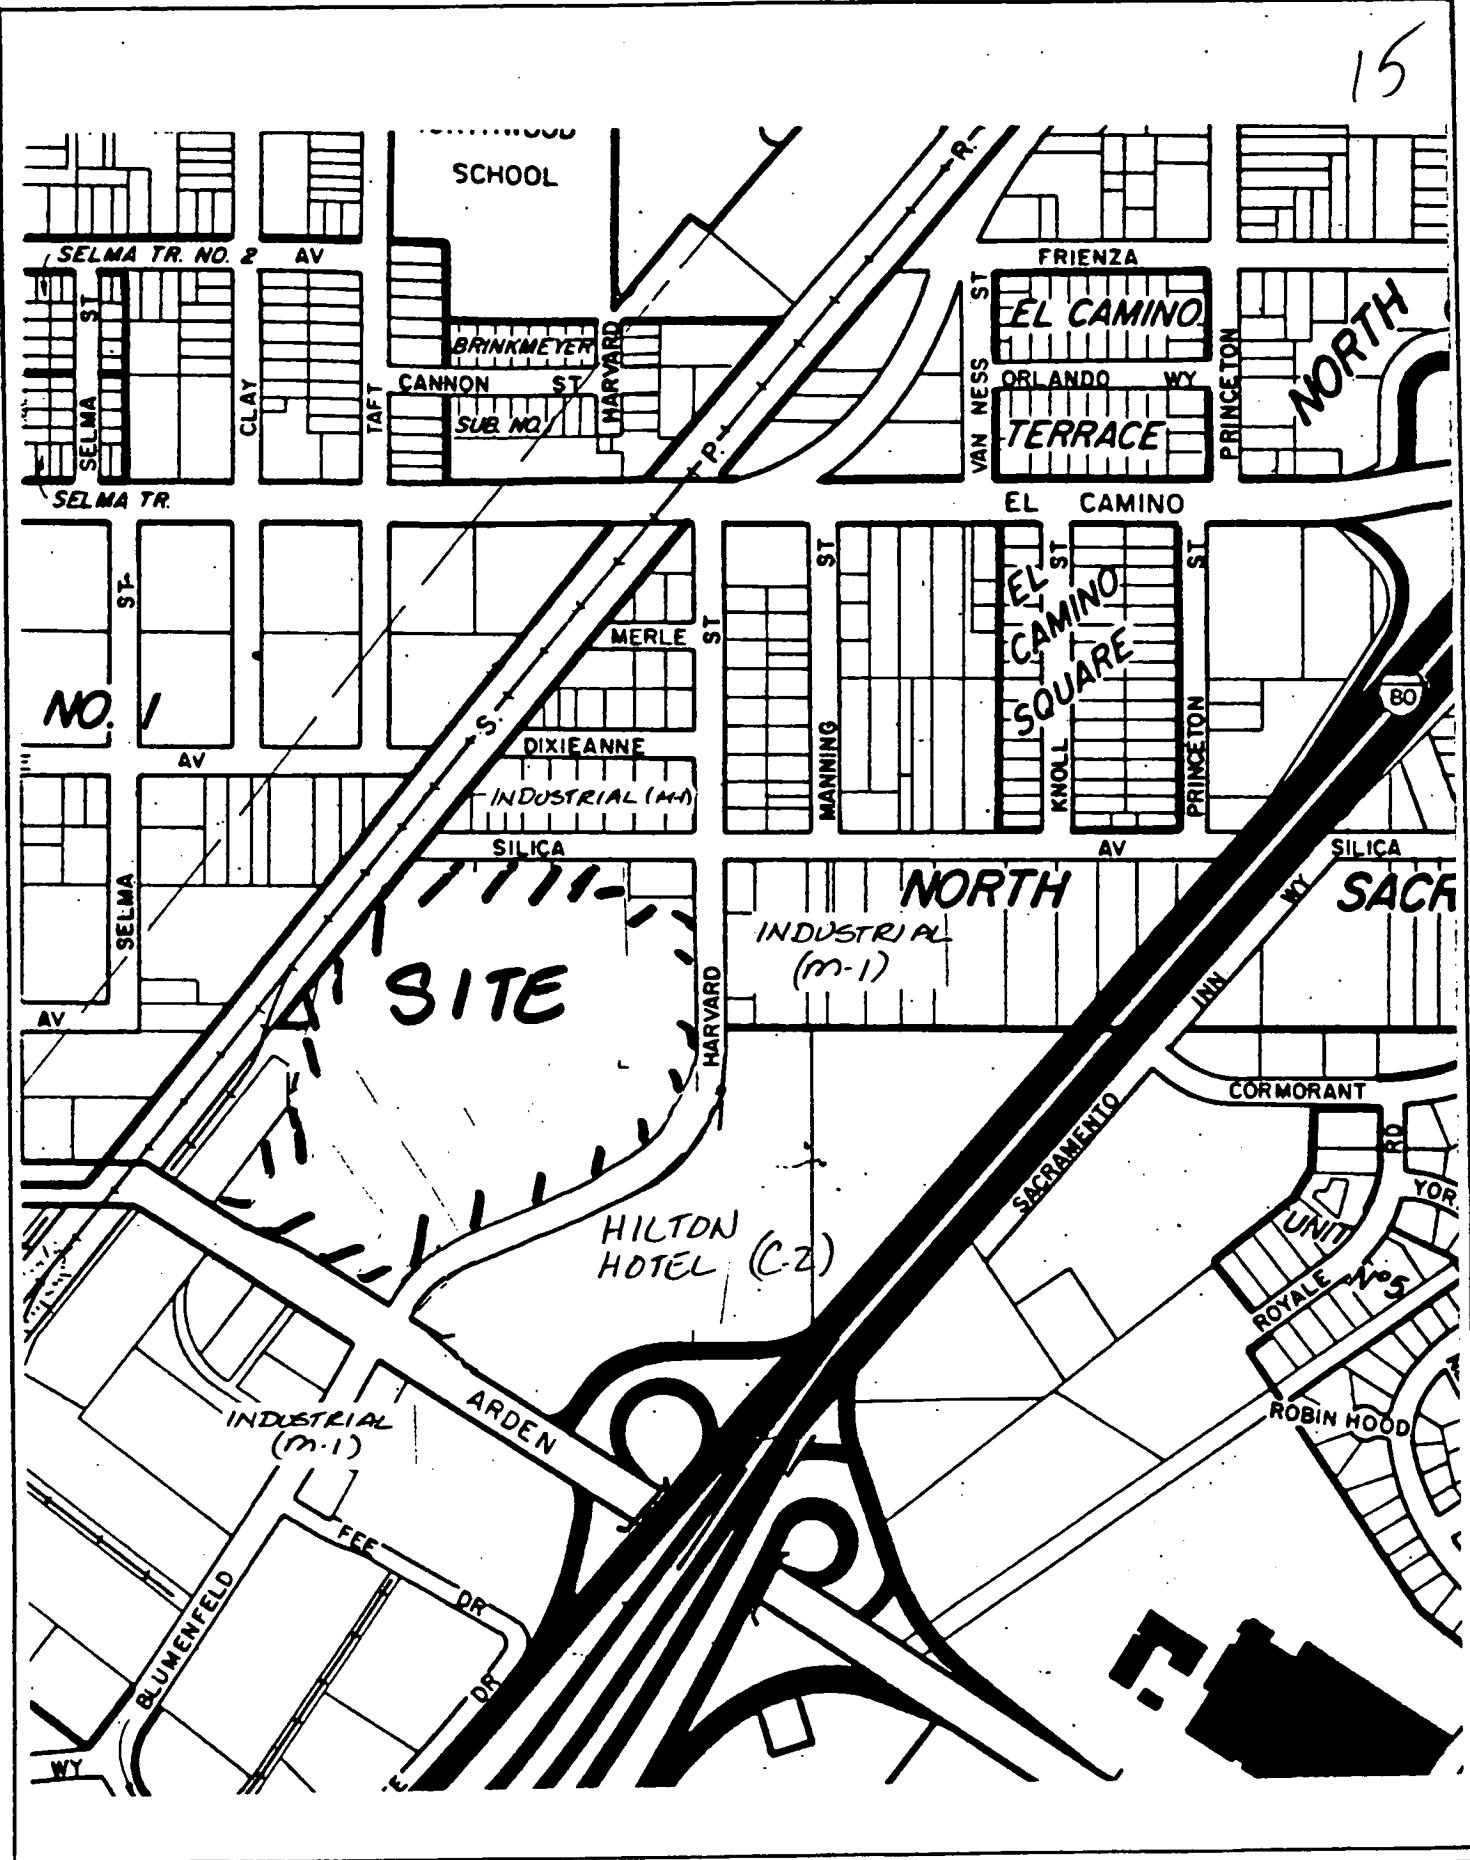 15
SCHOOL
R.
SELMA TR. NO. 2 AV
FRIENZA
ST
ST
EL CAMINO
NORTH
BRINKMEYER
HARVARD
PRINCETON
CANNON ST
ORLANDO WY
SELMA
CLAY
TAFT
SUB. NO. 1
VAN NESS
TERRACE
P.
SELMA TR.
EL CAMINO
ST
ST
ST
ST
EL
CAMINO
SQUARE
MERLE
ST
NO. 1
S.
80
DIXIEANNE
AV
MANNING
KNOLL
PRINCETON
INDUSTRIAL (M-1)
SILICA
AV
SILICA
SELMA
NORTH
WY
SACR
INDUSTRIAL
(M-1)
SITE
HARVARD
INN
AV
CORMORANT
SACRAMENTO
RD
YOR
HILTON
HOTEL (C-2)
UNIT
Nº 5
ROYALE
ARDEN
INDUSTRIAL
(M-1)
ROBIN HOOD
FEE
DR
BLUMENFELD
DR
WY
E